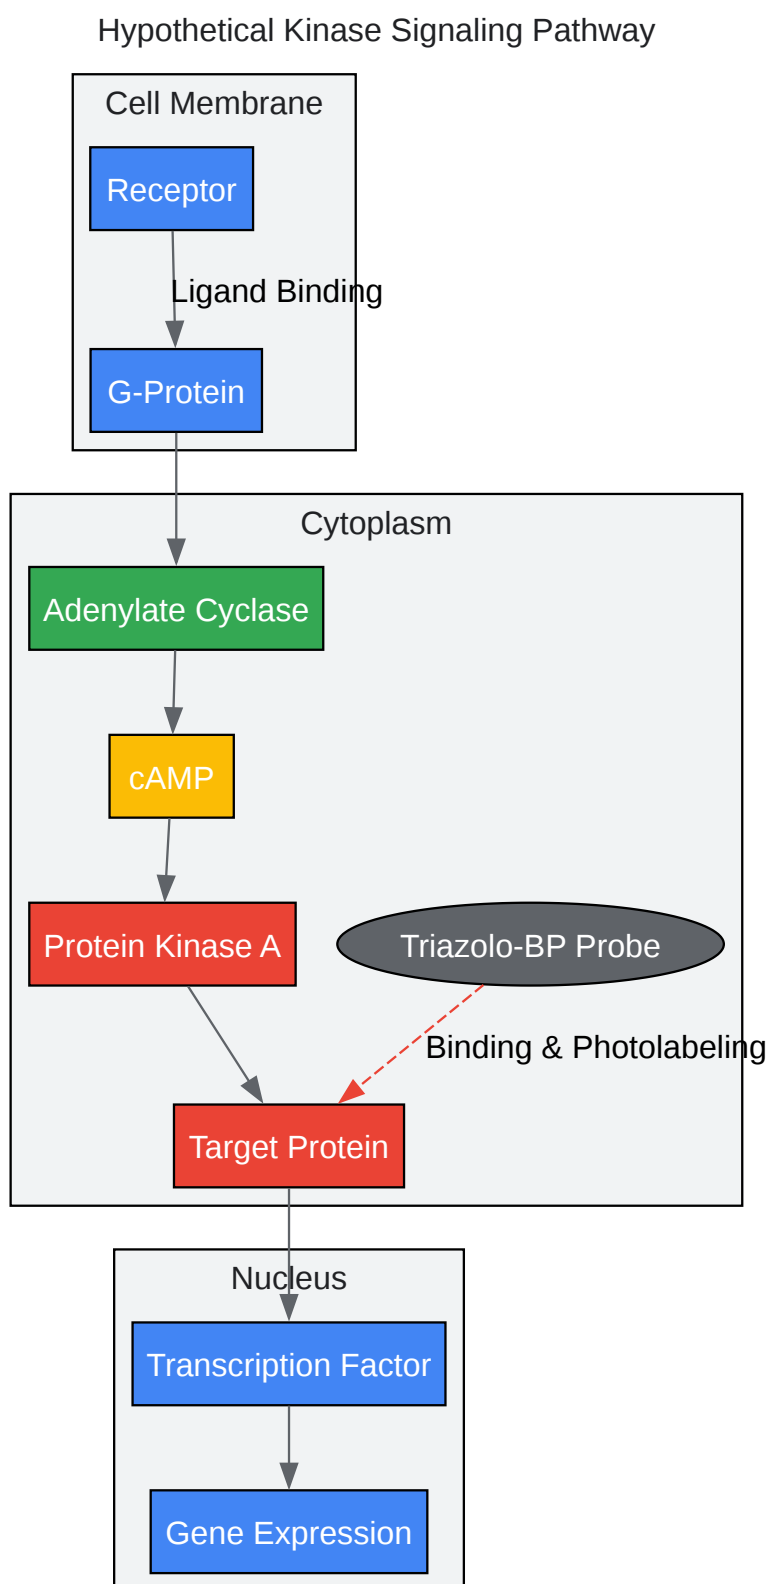 Hypothetical Kinase Signaling Pathway
Cell Membrane
Receptor
Ligand Binding
G-Protein
Cytoplasm
Adenylate Cyclase
cAMP
Protein Kinase A
Triazolo-BP Probe
Binding & Photolabeling
Target Protein
Nucleus
Transcription Factor
Gene Expression